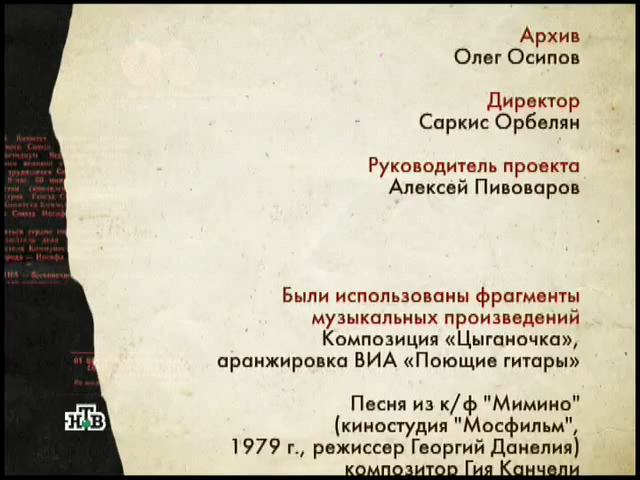 Архив
Олег Осипов
Директор
Саркис Орбелян
Руководитель проекта
Алексей Пивоваров
Были использованы фрагменты
музыкальных произведений
Композиция «Цыганочка»,
аранжировка ВИА «Поющие гитары»
Песня из к/ф "Мимино"
(киностудия "Мосфильм",
1979 г., режиссер Георгий Данелия)
композитор Гия Канчели
НТВ